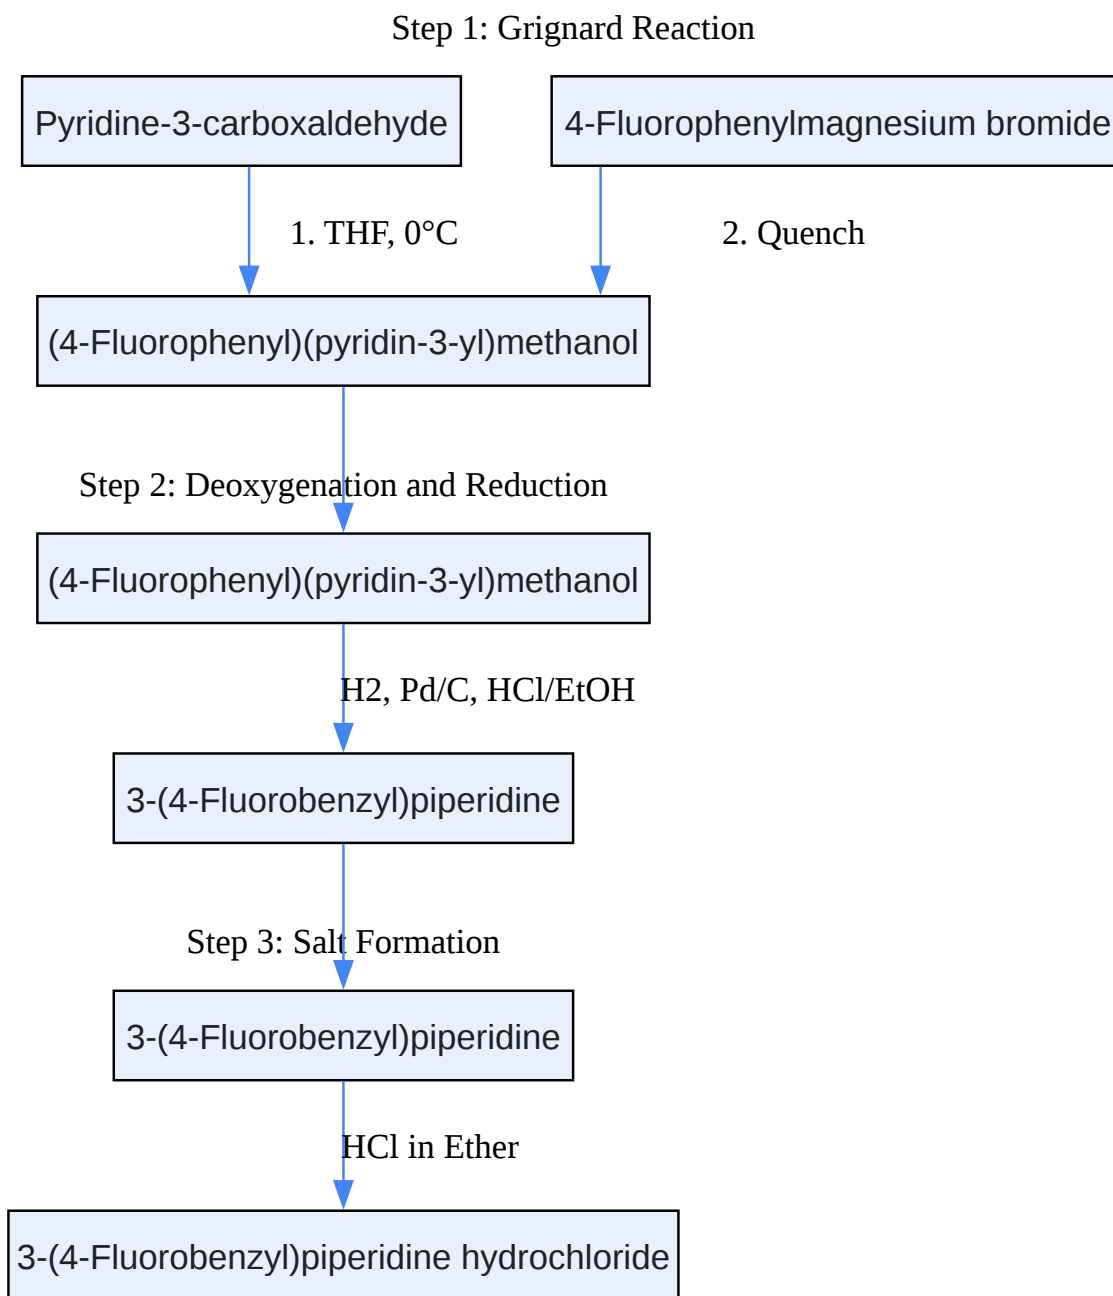 Step 1: Grignard Reaction
Pyridine-3-carboxaldehyde
4-Fluorophenylmagnesium bromide
1. THF, 0°C
2. Quench
(4-Fluorophenyl)(pyridin-3-yl)methanol
Step 2: Deoxygenation and Reduction
(4-Fluorophenyl)(pyridin-3-yl)methanol
H2, Pd/C, HCl/EtOH
3-(4-Fluorobenzyl)piperidine
Step 3: Salt Formation
3-(4-Fluorobenzyl)piperidine
HCl in Ether
3-(4-Fluorobenzyl)piperidine hydrochloride